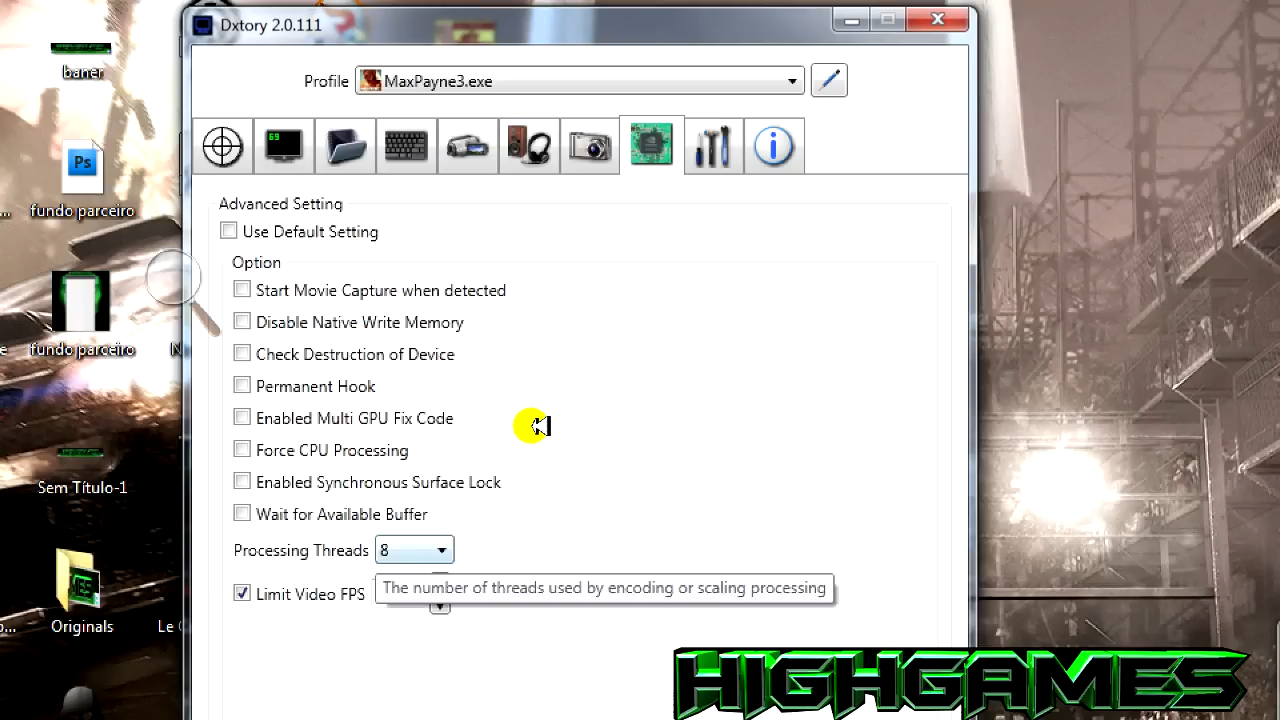 Dxtory 2.0.111
baner
Profile
MaxPayne3.exe
69
Ps
fundo parceiro
Advanced Setting
Use Default Setting
Option
Start Movie Capture when detected
Disable Native Write Memory
fundo parceiro
N
Check Destruction of Device
Permanent Hook
Enabled Multi GPU Fix Code
Force CPU Processing
Enabled Synchronous Surface Lock
Sem Título-1
Wait for Available Buffer
Processing Threads
8
The number of threads used by encoding or scaling processing
Limit Video FPS
Originals
Le
HIGHGAMES